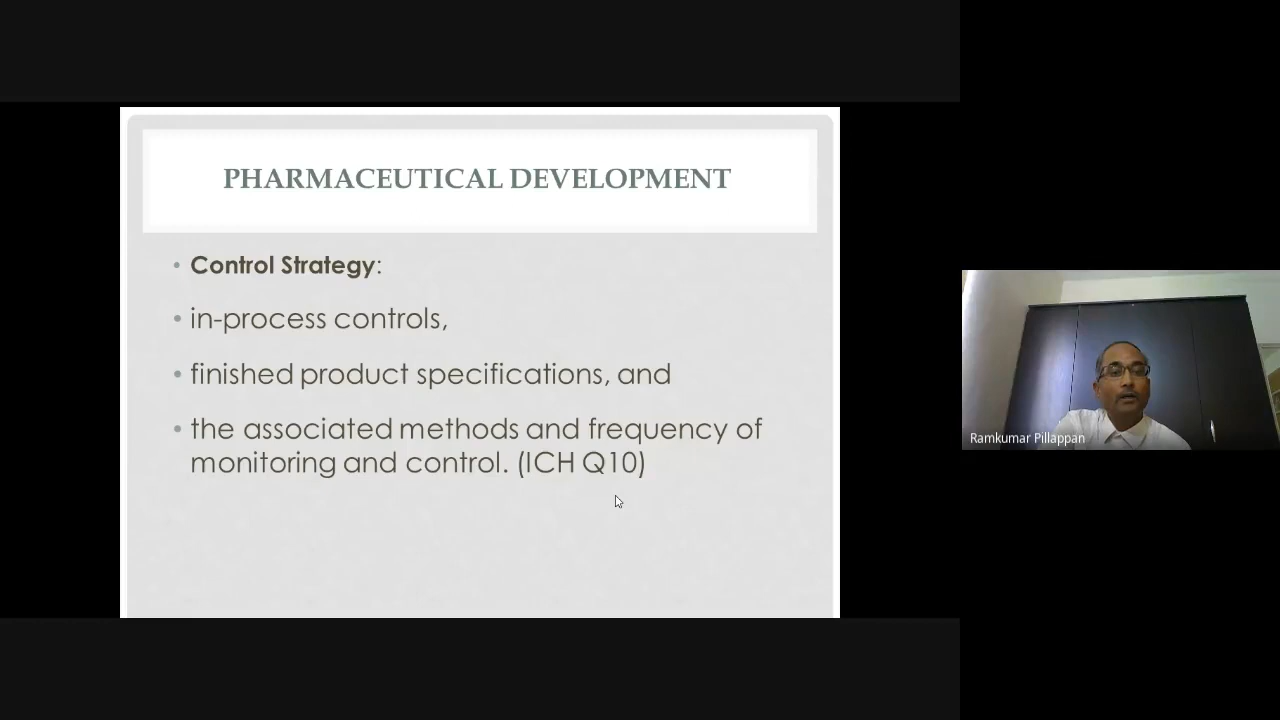 PHARMACEUTICAL DEVELOPMENT
• Control Strategy:
• in-process controls,
• finished product specifications, and
• the associated methods and frequency of
monitoring and control. (ICH Q10)
Ramkumar Pillappan